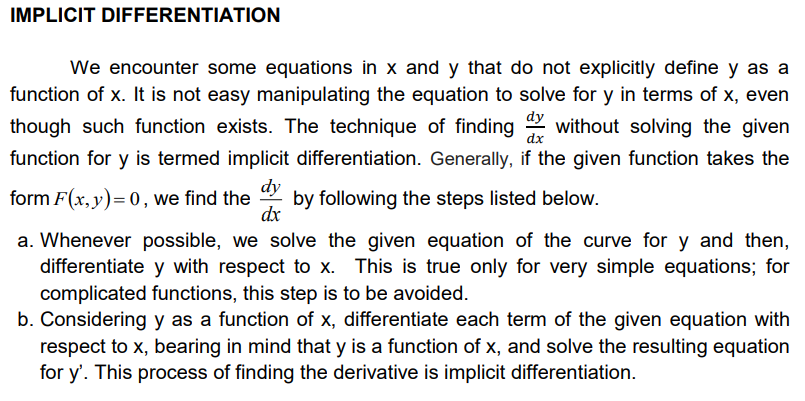 IMPLICIT DIFFERENTIATION
We encounter some equations in x and y that do not explicitly define y as a
function of x. It is not easy manipulating the equation to solve for y in terms of x, even
though such function exists. The technique of finding dy/dx without solving the given
function for y is termed implicit differentiation. Generally, if the given function takes the
form F(x,y)=0, we find the dy/dx by following the steps listed below.
a. Whenever possible, we solve the given equation of the curve for y and then,
differentiate y with respect to x. This is true only for very simple equations; for
complicated functions, this step is to be avoided.
b. Considering y as a function of x, differentiate each term of the given equation with
respect to x, bearing in mind that y is a function of x, and solve the resulting equation
for y’. This process of finding the derivative is implicit differentiation.